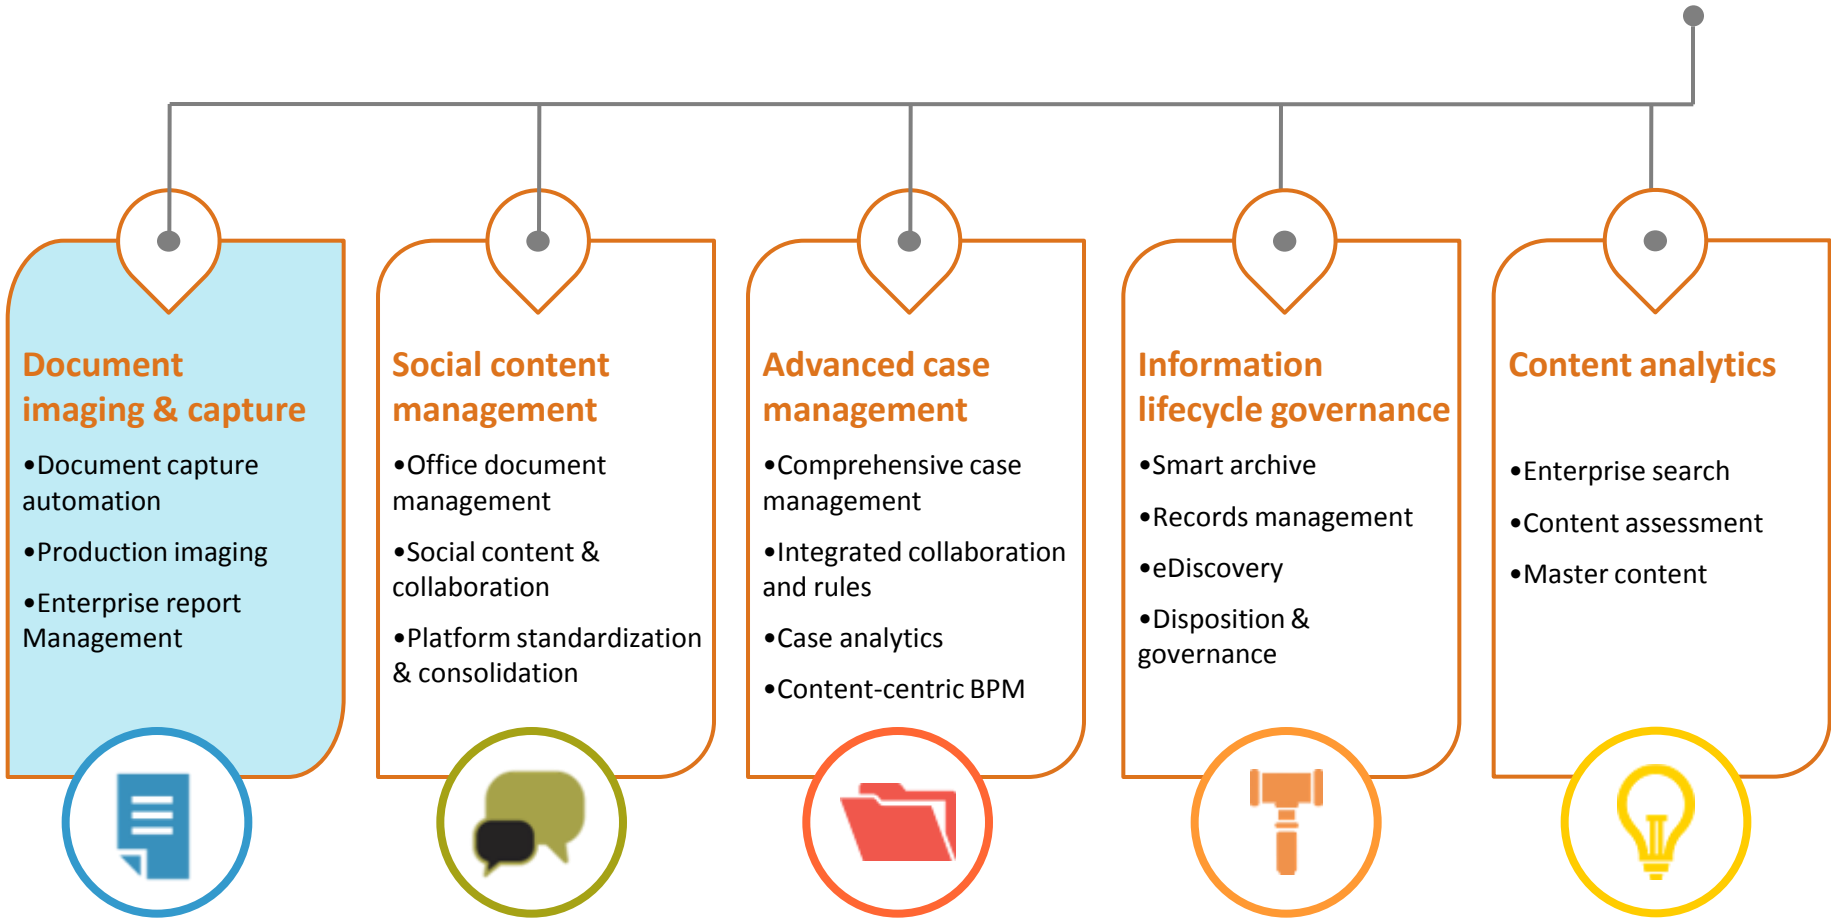 Document
imaging & capture
•Document capture
automation
•Production imaging
•Enterprise report
Management
Social content
management
•Office document
management
•Social content &
collaboration
•Platform standardization
& consolidation
Advanced case
management
•Comprehensive case
management
•Integrated collaboration
and rules
•Case analytics
•Content-centric BPM
Information
lifecycle governance
•Smart archive
•Records management
•eDiscovery
•Disposition &
governance
Content analytics
•Enterprise search
•Content assessment
•Master content